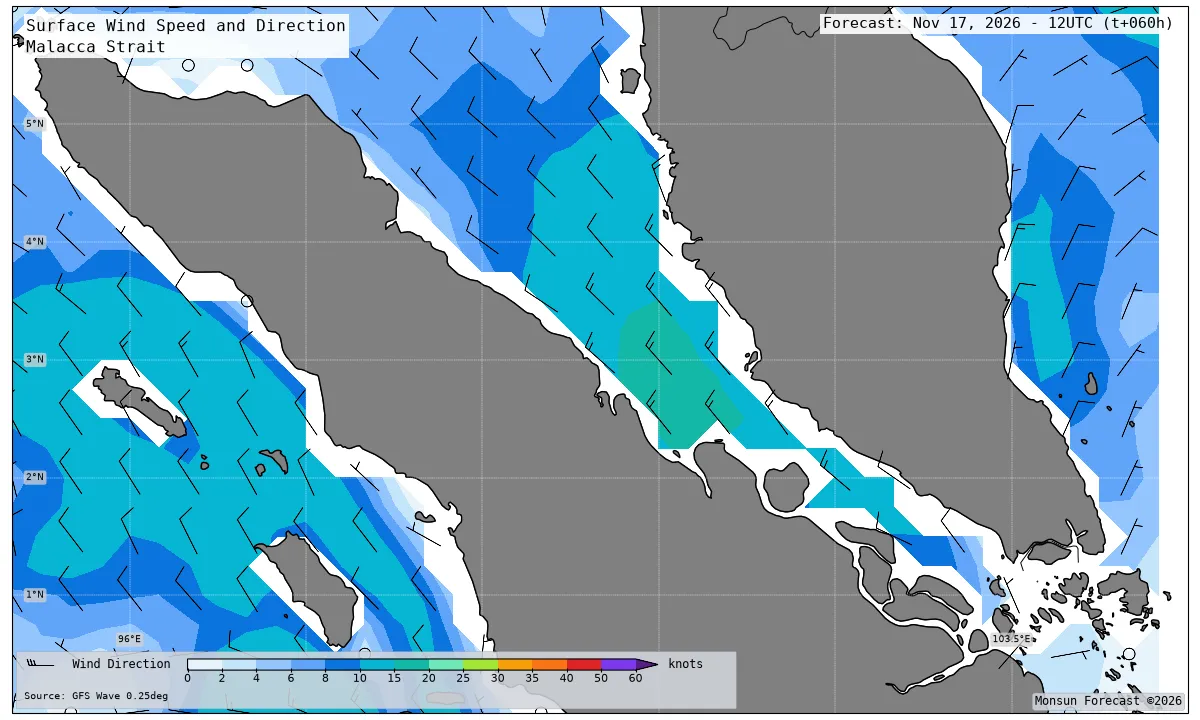 Surface Wind Speed and Direction
Malacca Strait
Forecast: Nov 17, 2026 - 12UTC (t+060h)
5°N
4°N
3°N
2°N
1°N
96°E
103.5°E
Wind Direction
0 2 4 6 8 10 15 20 25 30 35 40 50 60
knots
Source: GFS Wave 0.25deg
Monsun Forecast ©2026